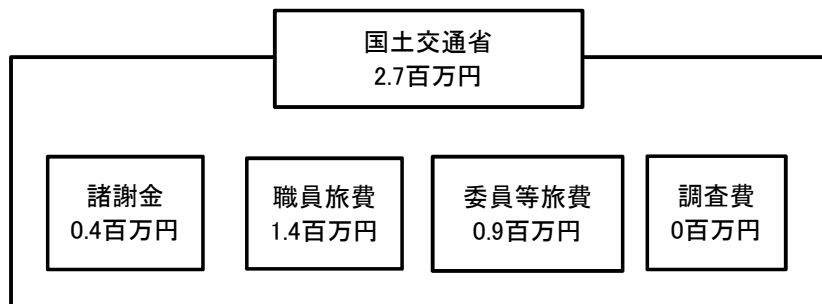 国土交通省
2.7百万円
諸謝金
0.4百万円
職員旅費
1.4百万円
委員等旅費
0.9百万円
調査費
0百万円